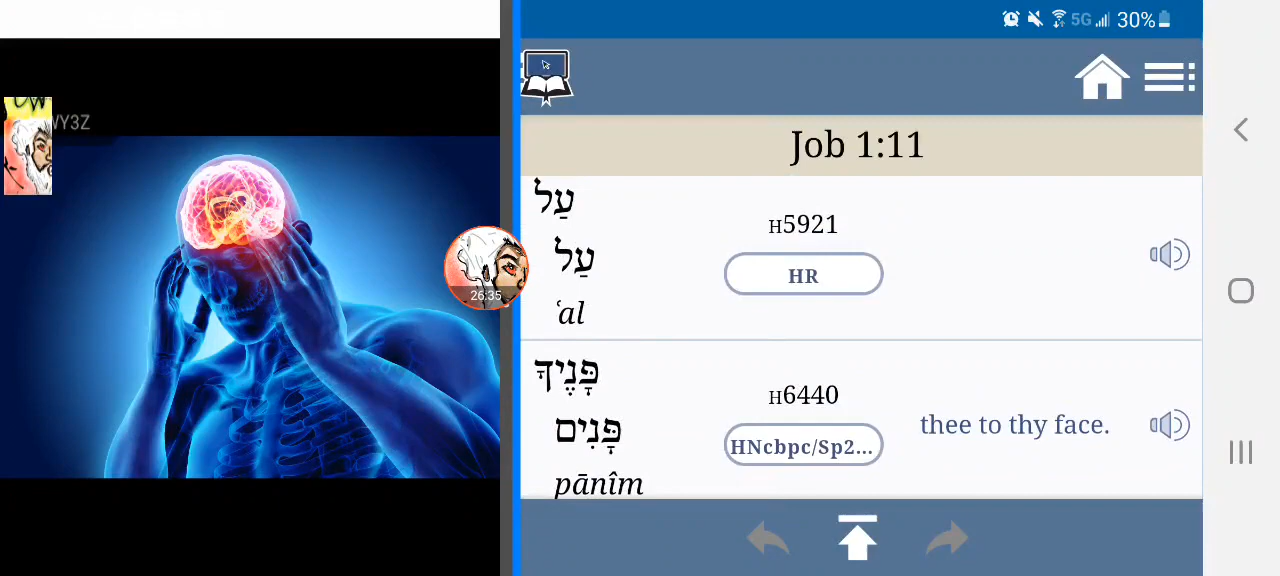 5G 30%
WY3Z
Job 1:11
עַל
H5921
עַל
HR
ʿal
פָּנֶיךָ
H6440
thee to thy face.
פָּנִים
HNcbpc/Sp2...
pānîm
26:35